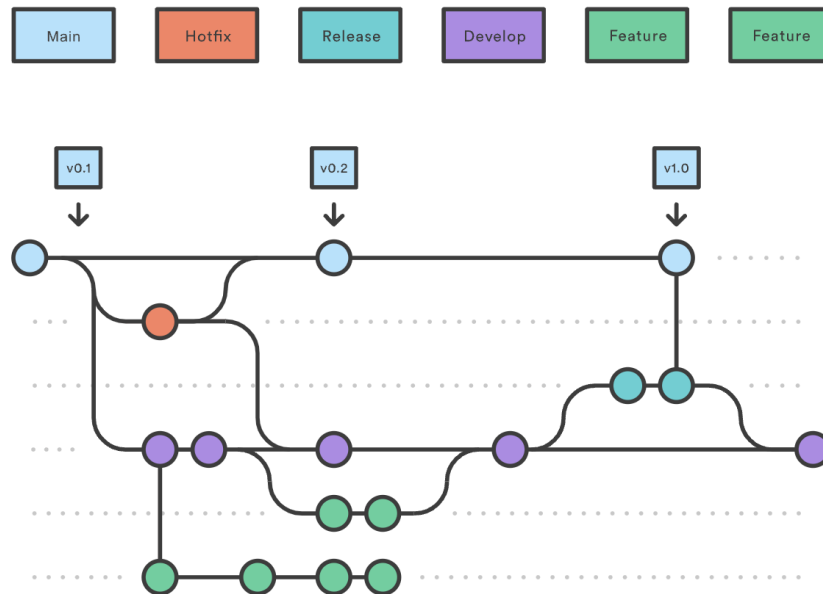 Main
Hotfix
Release
Develop
Feature
Feature
v0.1
v0.2
v1.0